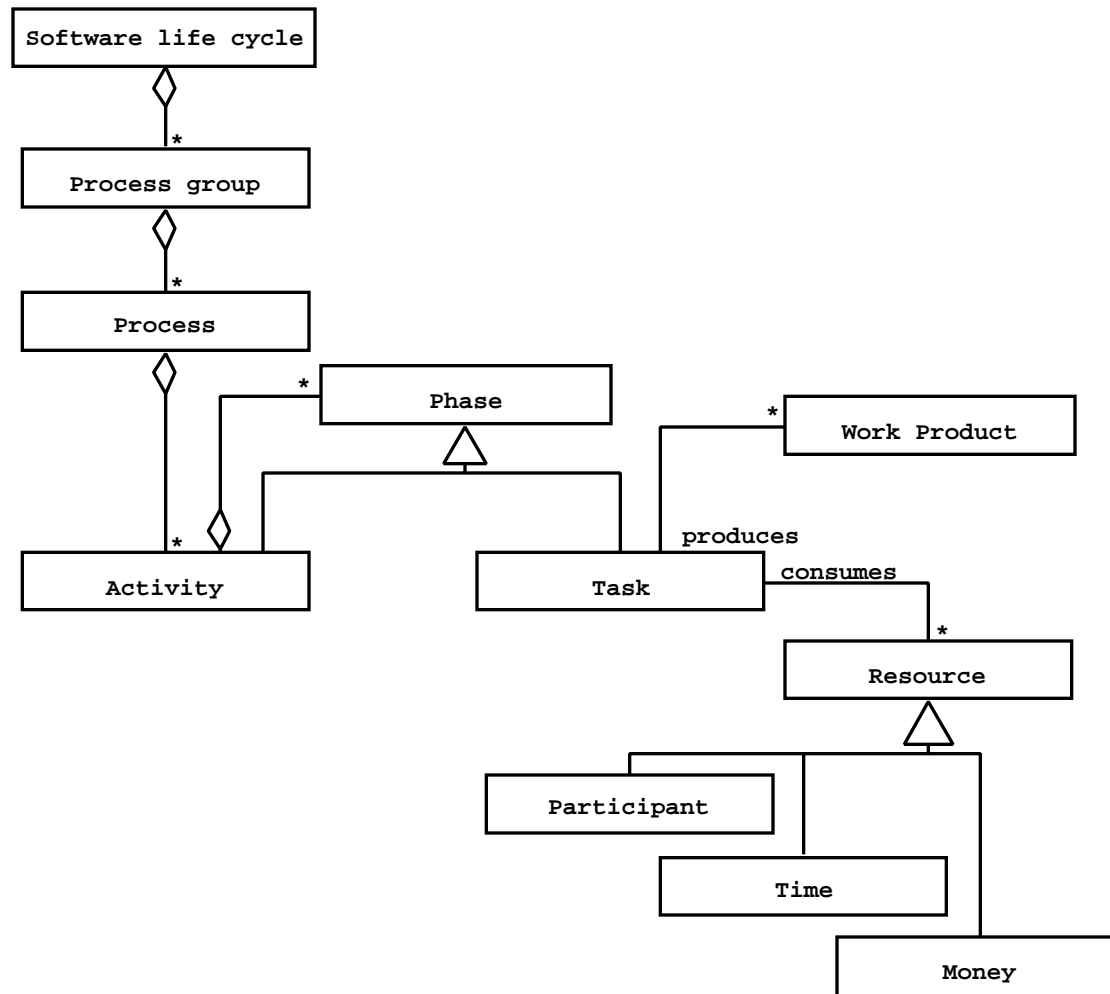 Software life cycle
*
Process group
*
Process
*
Phase
*
Work Product
*
produces
Activity
Task
consumes
*
Resource
Participant
Time
Money